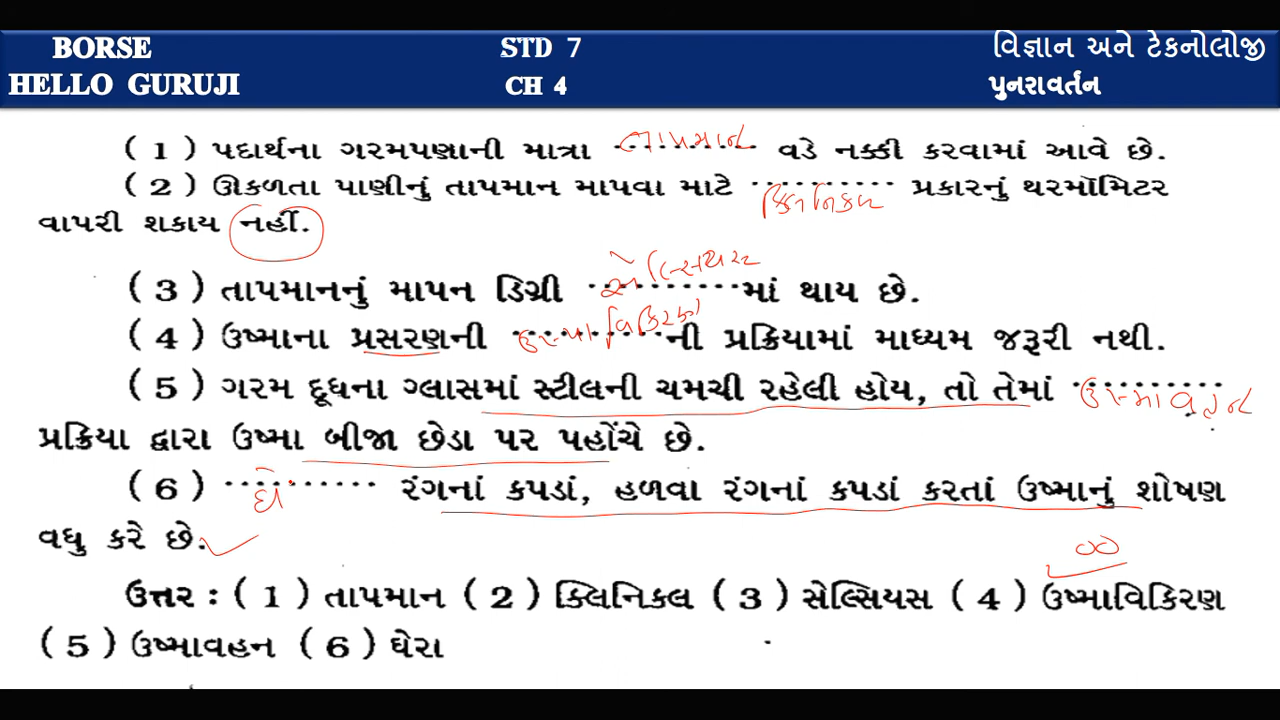 BORSE STD 7 વિજ્ઞાન અને ટેકનોલોજી
HELLO GURUJI CH 4 પુનરાવર્તન
( 1 ) પદાર્થના ગરમપણાની માત્રા તાપમાન વડે નક્કી કરવામાં આવે છે.
( 2 ) ઊકળતા પાણીનું તાપમાન માપવા માટે .......... પ્રકારનું થરમૉમિટર
ક્લિનિકલ
વાપરી શકાય નહીં.
( 3 ) તાપમાનનું માપન ડિગ્રી ..........માં થાય છે.
( 4 ) ઉષ્માના પ્રસરણની ..........ની પ્રક્રિયામાં માધ્યમ જરૂરી નથી.
( 5 ) ગરમ દૂધના ગ્લાસમાં સ્ટીલની ચમચી રહેલી હોય, તો તેમાં ..........
ઉષ્માવહન
પ્રક્રિયા દ્વારા ઉષ્મા બીજા છેડા પર પહોંચે છે.
( 6 ) .......... રંગનાં કપડાં, હળવા રંગનાં કપડાં કરતાં ઉષ્માનું શોષણ
વધુ કરે છે.
ઉત્તર : ( 1 ) તાપમાન ( 2 ) ક્લિનિકલ ( 3 ) સેલ્સિયસ ( 4 ) ઉષ્માવિકિરણ
( 5 ) ઉષ્માવહન ( 6 ) ઘેરા